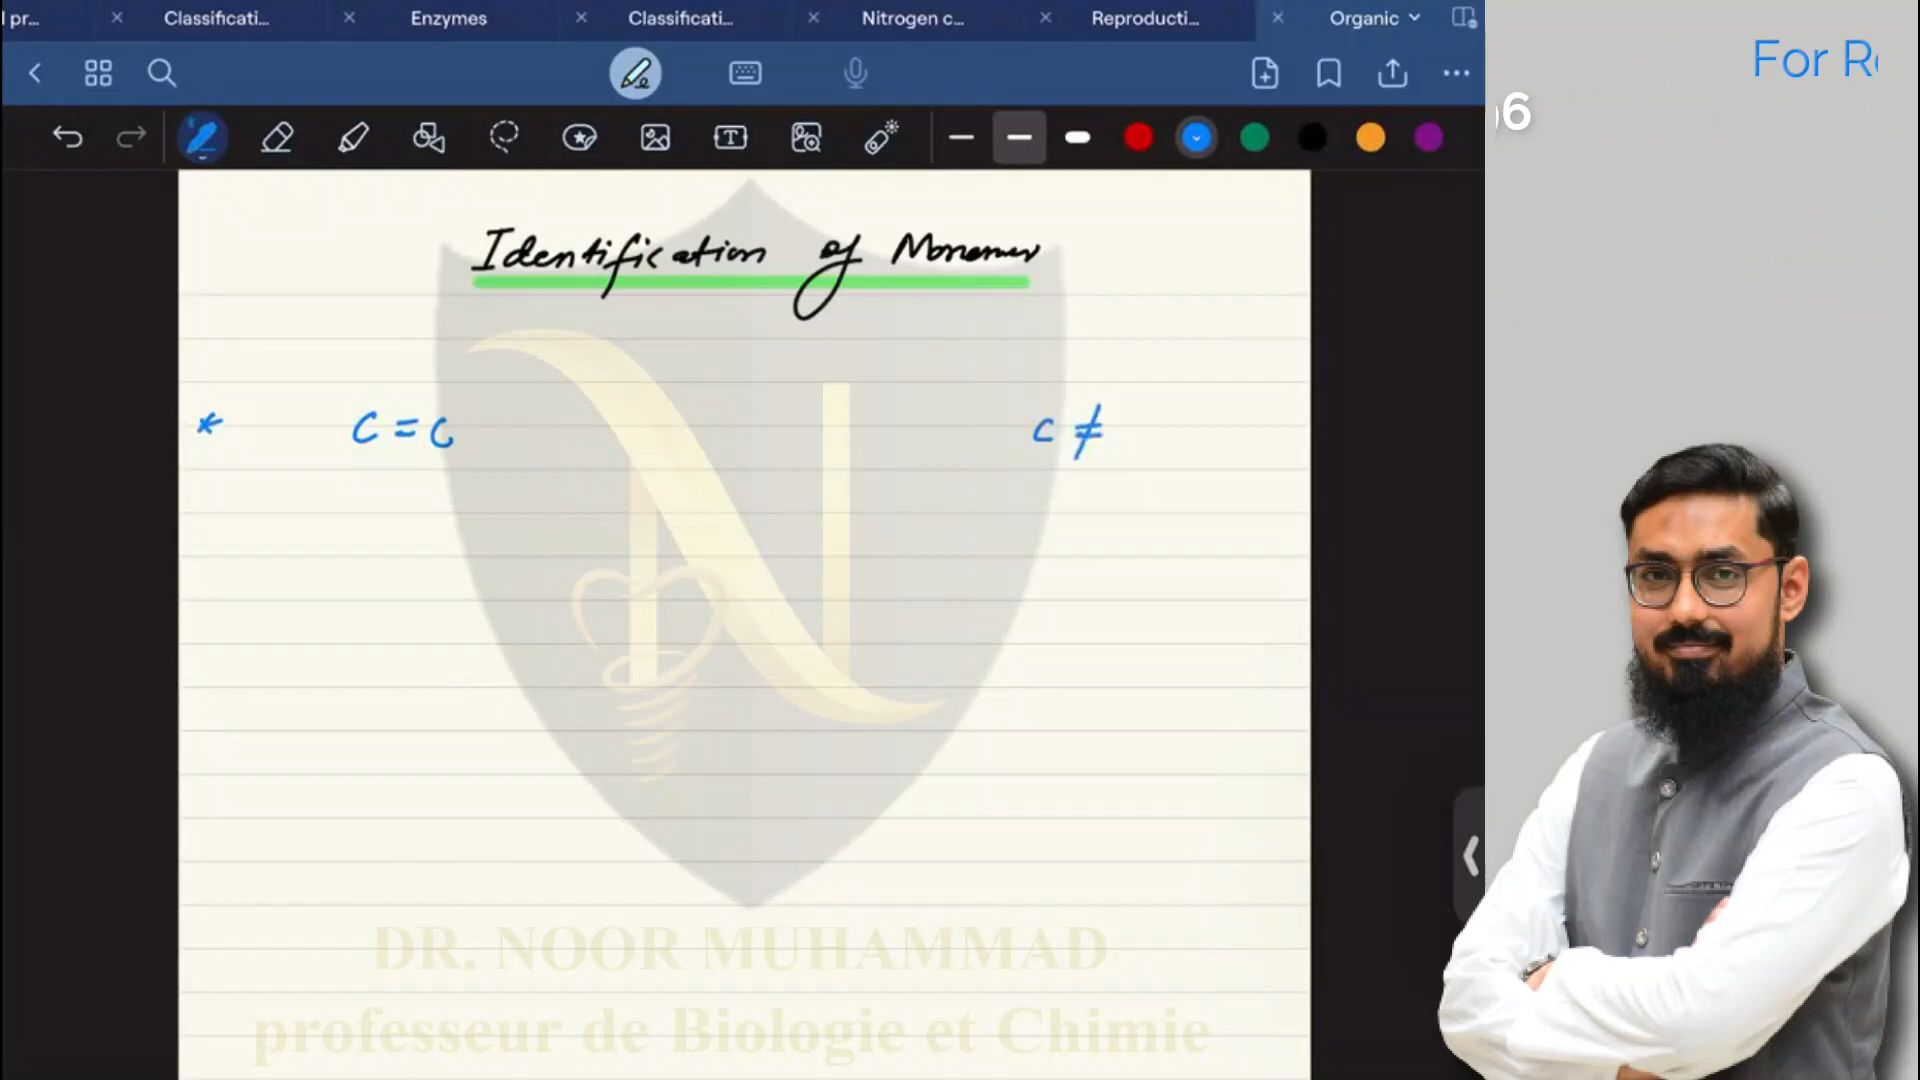 l pr...
Classificati...
Enzymes
Classificati...
Nitrogen c...
Reproducti...
Organic
For R
96
Identification of Monomer
* C = C
C ≠
DR. NOOR MUHAMMAD
professeur de Biologie et Chimie